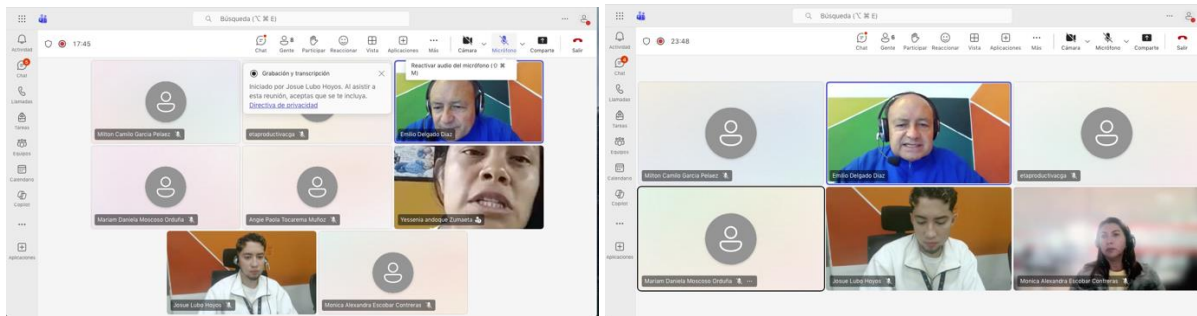 Búsqueda (⌥ ⌘ E)
17:45
Chat
Gente
Participar
Reaccionar
Vista
Aplicaciones
Más
Cámara
Micrófono
Comparte
Salir
8
Actividad
Chat
Llamadas
Tareas
Equipos
Calendario
Copilot
Aplicaciones
Grabación y transcripción
Iniciado por Josue Lubo Hoyos. Al asistir a
esta reunión, aceptas que se te incluya.
Directiva de privacidad
Reactivar audio del micrófono (⇧ ⌘
M)
Milton Camilo Garcia Pelaez
etaproductivacga
Emilio Delgado Diaz
Mariam Daniela Moscoso Orduña
Angie Paola Tocarema Muñoz
Yessenia andoque Zumaeta
Josue Lubo Hoyos
Monica Alexandra Escobar Contreras
Búsqueda (⌥ ⌘ E)
23:48
Chat
Gente
6
Participar
Reaccionar
Vista
Aplicaciones
Más
Cámara
Micrófono
Comparte
Salir
Actividad
4
Chat
Llamadas
Tareas
Equipos
Calendario
Copilot
Aplicaciones
Milton Camilo Garcia Pelaez
Emilio Delgado Diaz
etaproductivacga
Mariam Daniela Moscoso Orduña
Josue Lubo Hoyos
Monica Alexandra Escobar Contreras